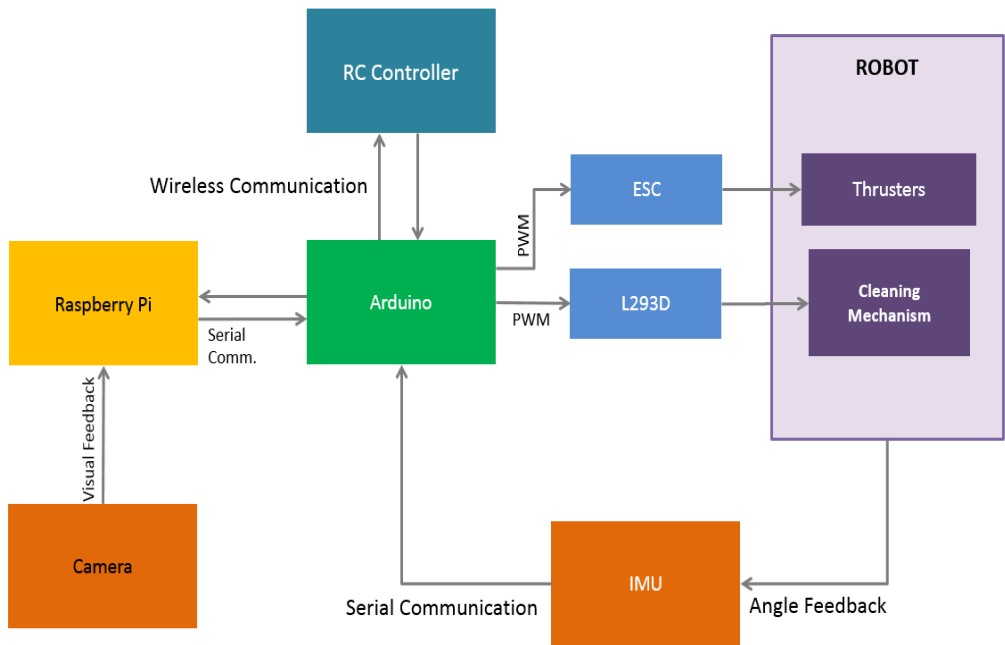 RC Controller
ROBOT
Wireless Communication
ESC
Thrusters
PWM
Raspberry Pi
Arduino
L293D
Cleaning
Mechanism
PWM
Serial
Comm.
Visual Feedback
Camera
IMU
Serial Communication
Angle Feedback